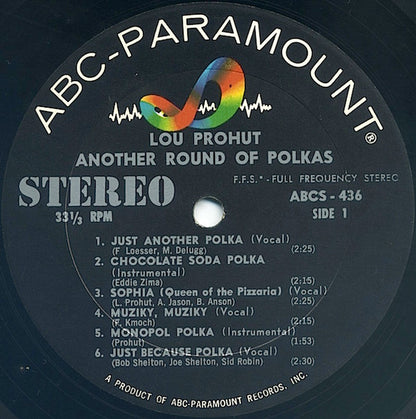 ABC-PARAMOUNT®
LOU PROHUT
ANOTHER ROUND OF POLKAS
F.F.S.* - FULL FREQUENCY STEREO
STEREO
33⅓ RPM
ABCS - 436
SIDE 1
1. JUST ANOTHER POLKA (Vocal)
(F. Loesser, M. Delugg) (2:25)
2. CHOCOLATE SODA POLKA
(Instrumental)
(Eddie Zima) (2:15)
3. SOPHIA (Queen of the Pizzaria) (Vocal)
(L. Prohut, A. Jason, B. Anson) (2:25)
4. MUZIKY, MUZIKY (Vocal)
(F. Kmoch) (2:15)
5. MONOPOL POLKA (Instrumental)
(Prohut) (1:53)
6. JUST BECAUSE POLKA (Vocal)
(Bob Shelton, Joe Shelton, Sid Robin) (2:30)
A PRODUCT OF ABC-PARAMOUNT RECORDS, INC.